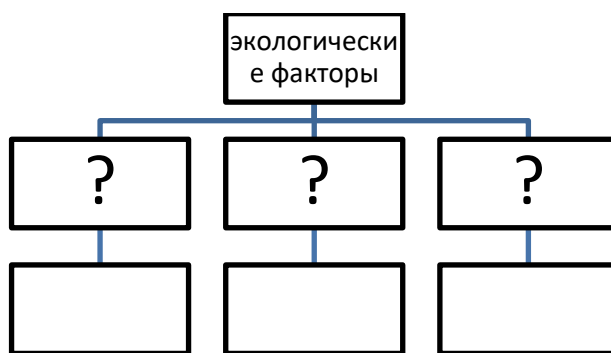 экологически
е факторы
? ? ?